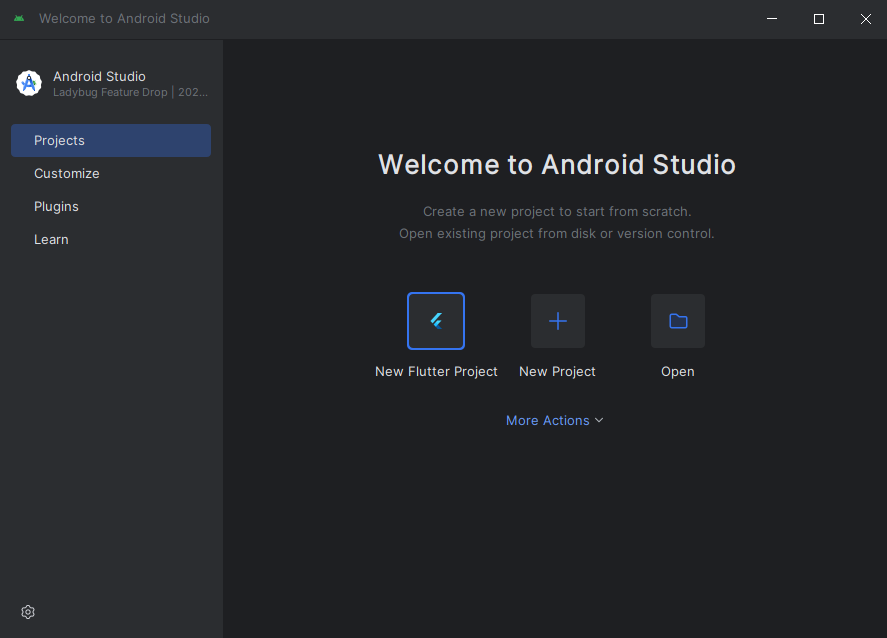 Welcome to Android Studio
Android Studio
Ladybug Feature Drop | 202...
Projects
Customize
Plugins
Learn
Welcome to Android Studio
Create a new project to start from scratch.
Open existing project from disk or version control.
New Flutter Project
New Project
Open
More Actions